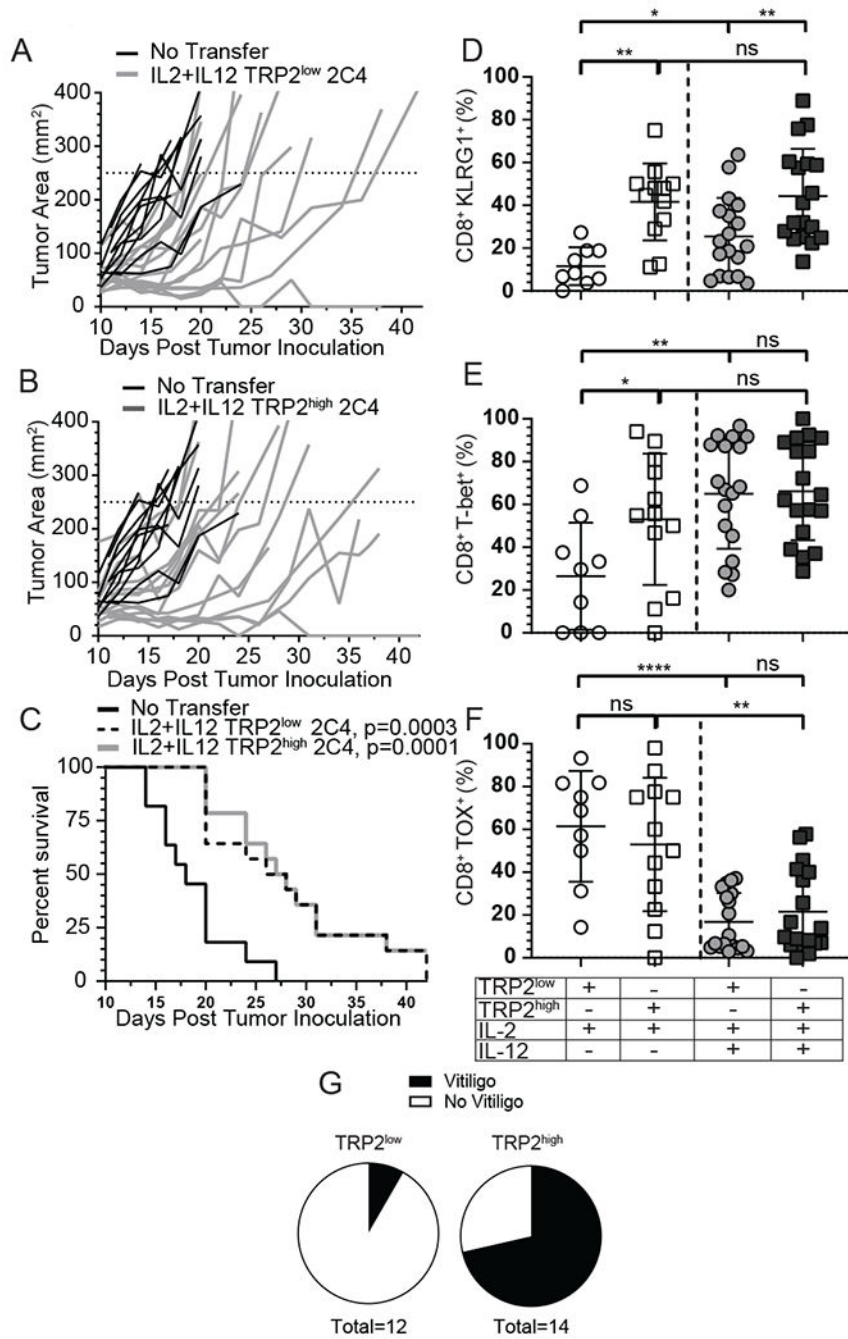 A
No Transfer
IL2+IL12 TRP2low 2C4
400
300
200
100
0
Tumor Area (mm2)
10 15 20 25 30 35 40
Days Post Tumor Inoculation
B
No Transfer
IL2+IL12 TRP2high 2C4
400
300
200
100
0
Tumor Area (mm2)
10 15 20 25 30 35 40
Days Post Tumor Inoculation
C
No Transfer
IL2+IL12 TRP2low 2C4, p=0.0003
IL2+IL12 TRP2high 2C4, p=0.0001
100
75
50
25
0
Percent survival
10 15 20 25 30 35 40
Days Post Tumor Inoculation
D
* **
** ns
100
80
60
40
20
0
CD8+ KLRG1+ (%)
E
** ns
* ns
100
80
60
40
20
0
CD8+T-bet+ (%)
F
**** ns
ns **
100
80
60
40
20
0
CD8+ TOX+ (%)
TRP2low + - + -
TRP2high - + - +
IL-2 + + + +
IL-12 - - + +
G
Vitiligo
No Vitiligo
TRP2low TRP2high
Total=12 Total=14